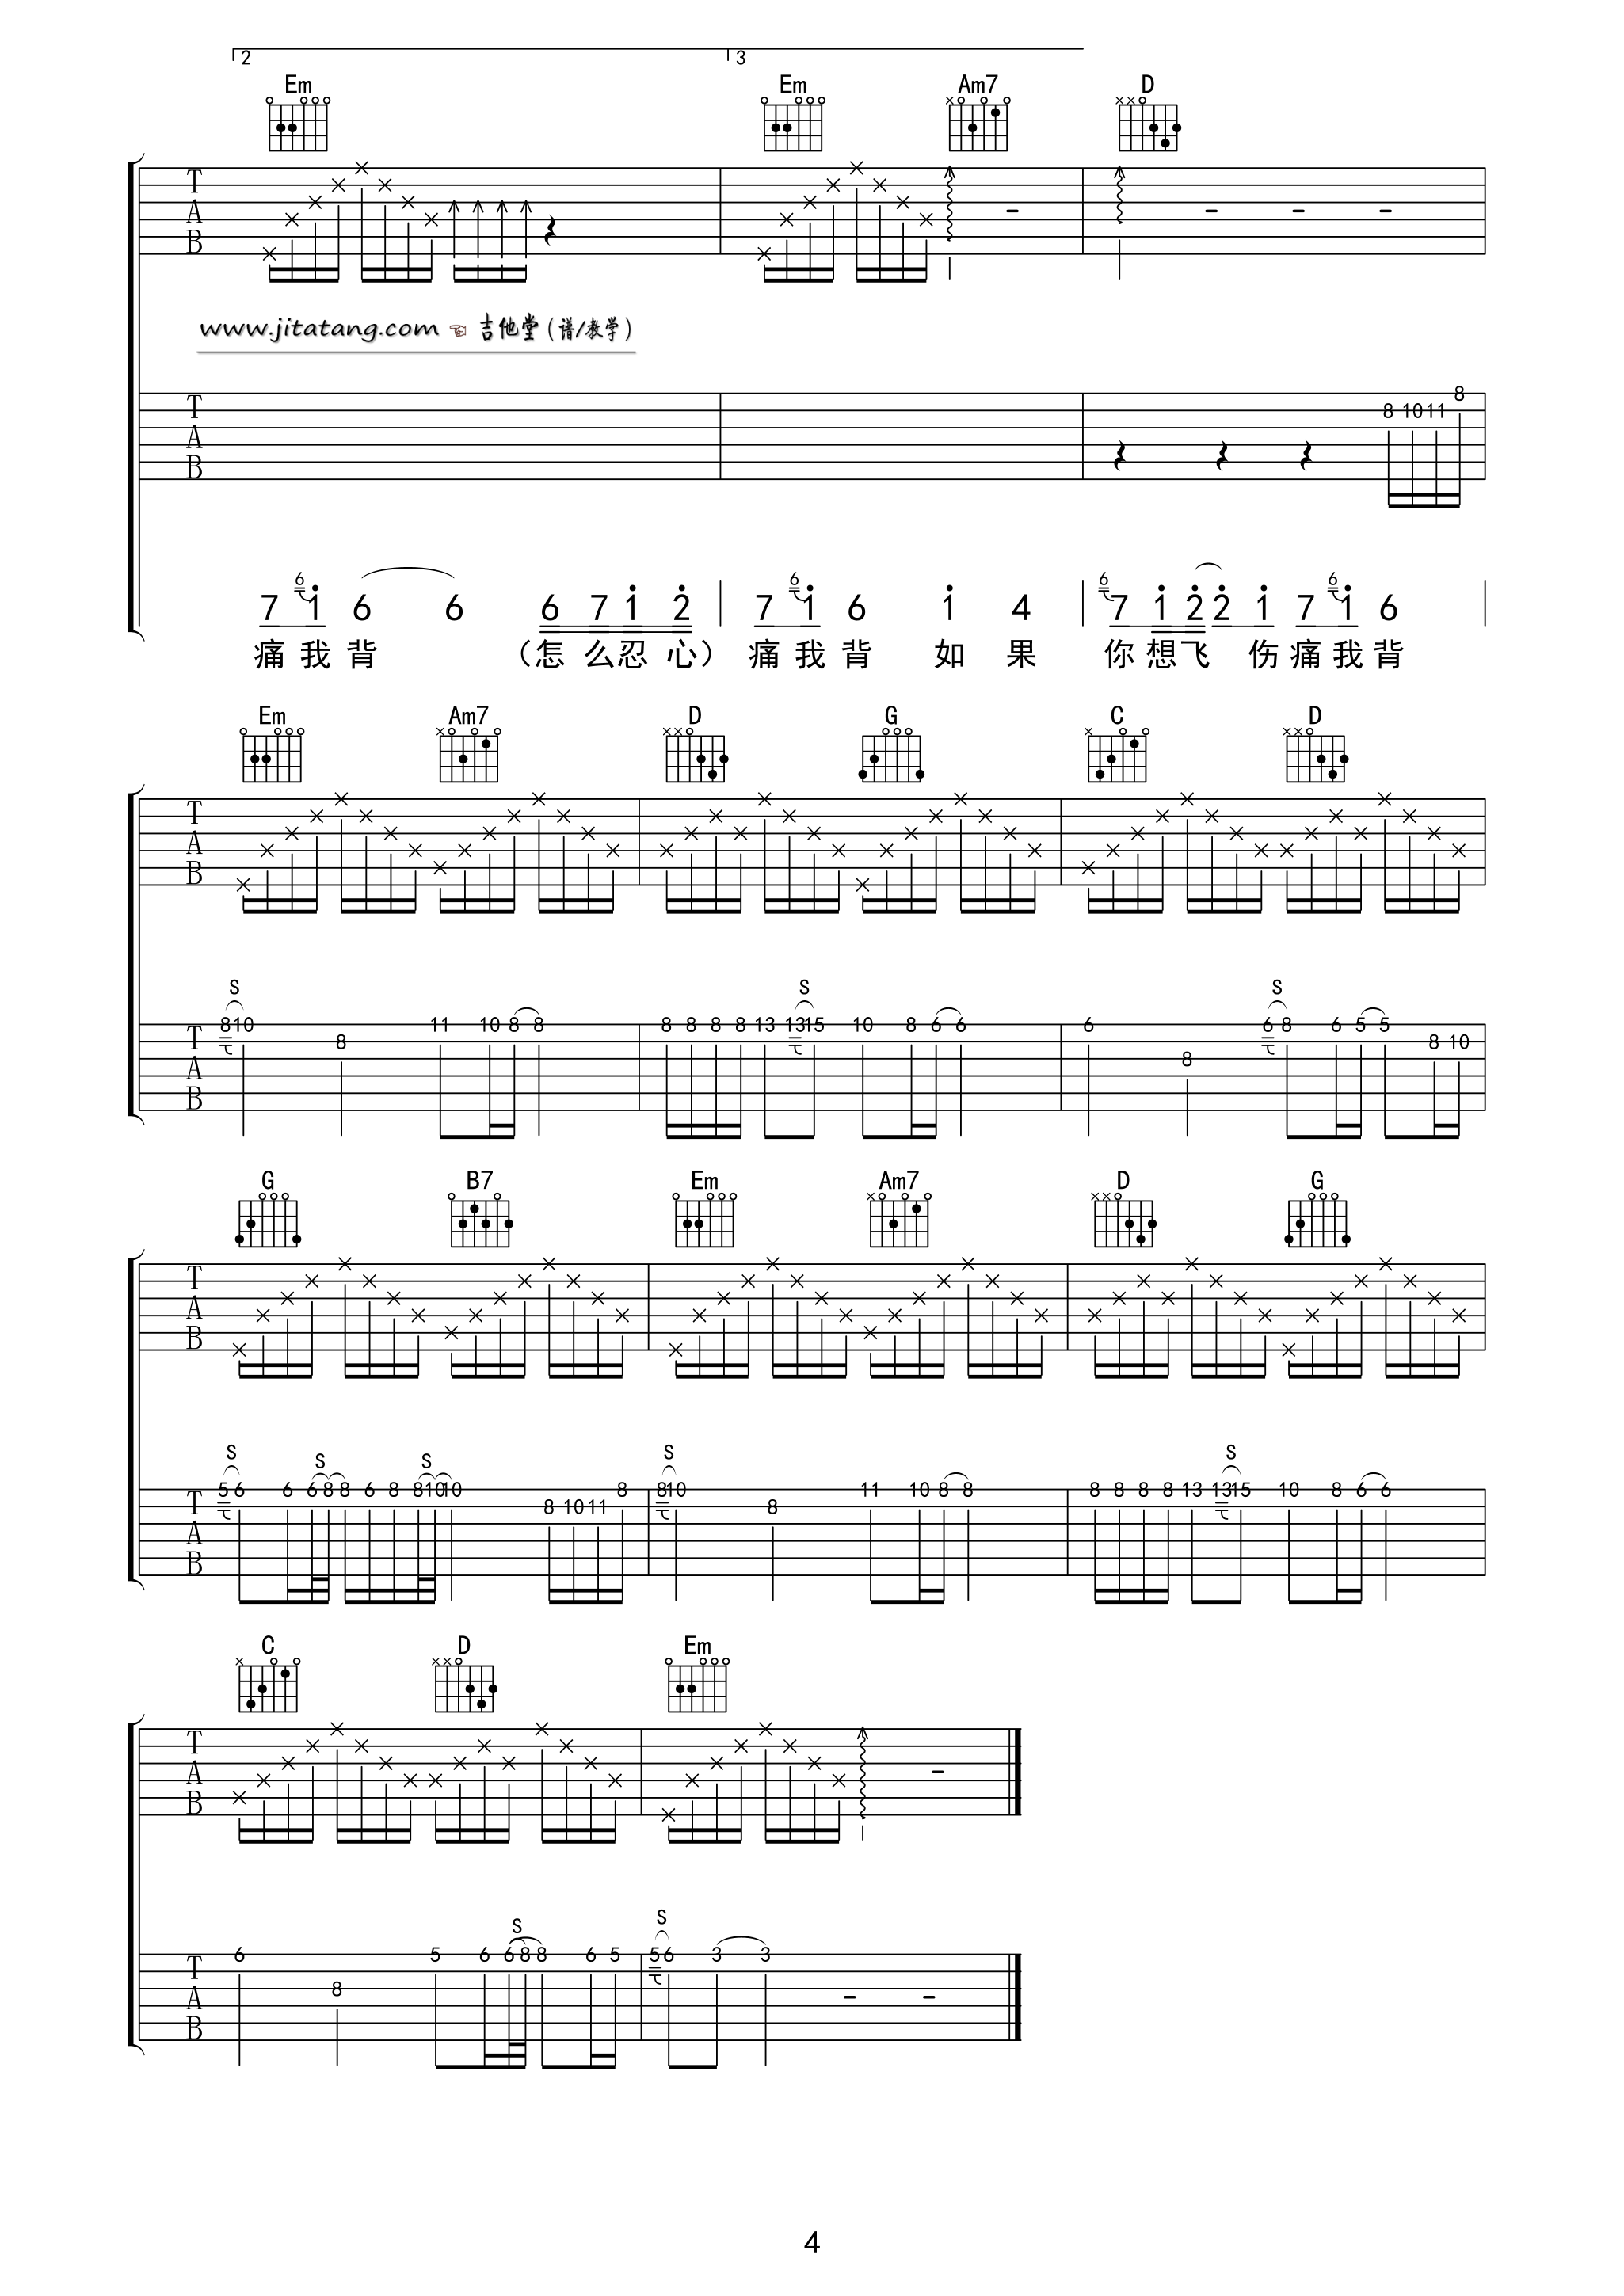 2 3
Em Em Am7 D
T
A
B
www.jitatang.com ☜ 吉他堂(谱/教学)
8 10 11 8
T
A
B
7 6 1 6 6 6 7 1 2 7 6 1 6 1 4 6 7 1 2 2 1 7 6 1 6
痛我背 (怎么忍心) 痛我背 如果 你想飞 伤痛我背
Em Am7 D G C D
T
A
B
S S S
8 10 8 11 10 8 8 8 8 8 8 13 13 15 10 8 6 6 6 8 6 8 6 5 5 8 10
T
A
B
G B7 Em Am7 D G
T
A
B
S S S S S
5 6 6 6 8 8 6 8 8 10 10 8 10 11 8 8 10 8 11 10 8 8 8 8 8 8 13 13 15 10 8 6 6
T
A
B
C D Em
T
A
B
S S
6 8 5 6 6 8 8 6 5 5 6 3 3
T
A
B
4